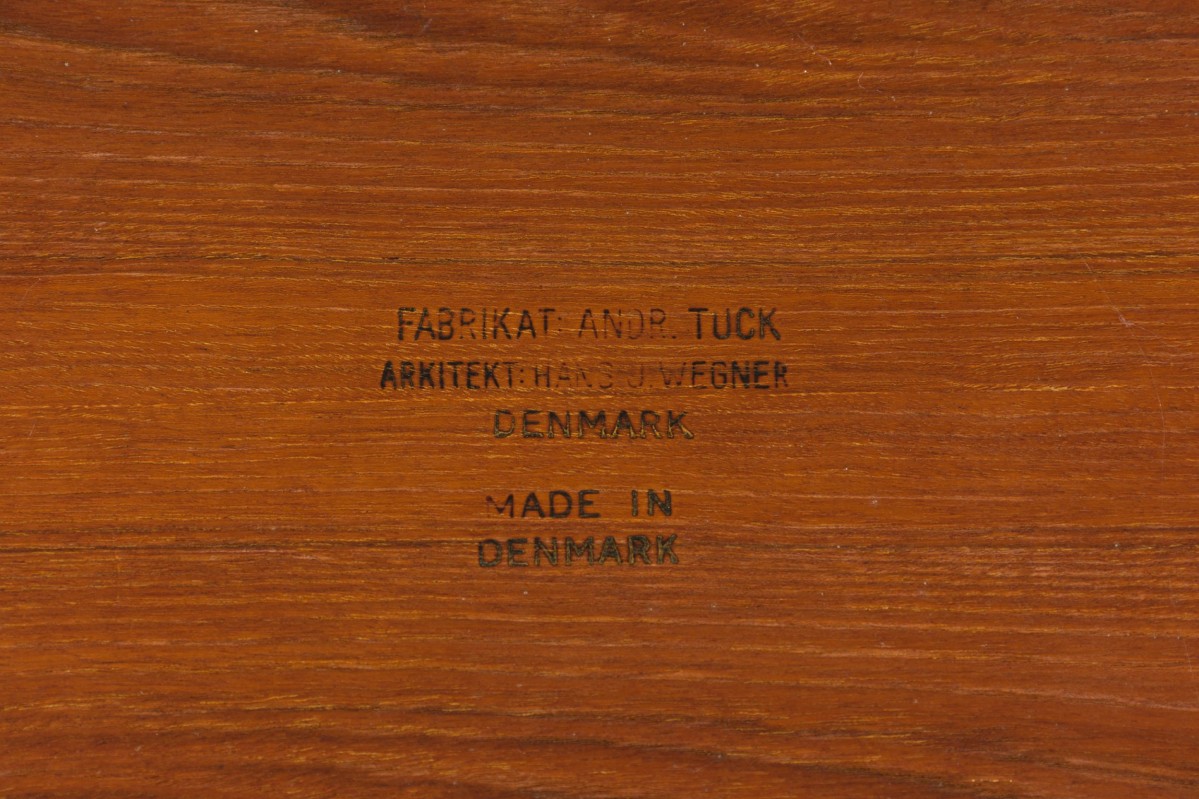 FABRIKAT: ANDR. TUCK
ARKITEKT: HANS J. WEGNER
DENMARK
MADE IN
DENMARK